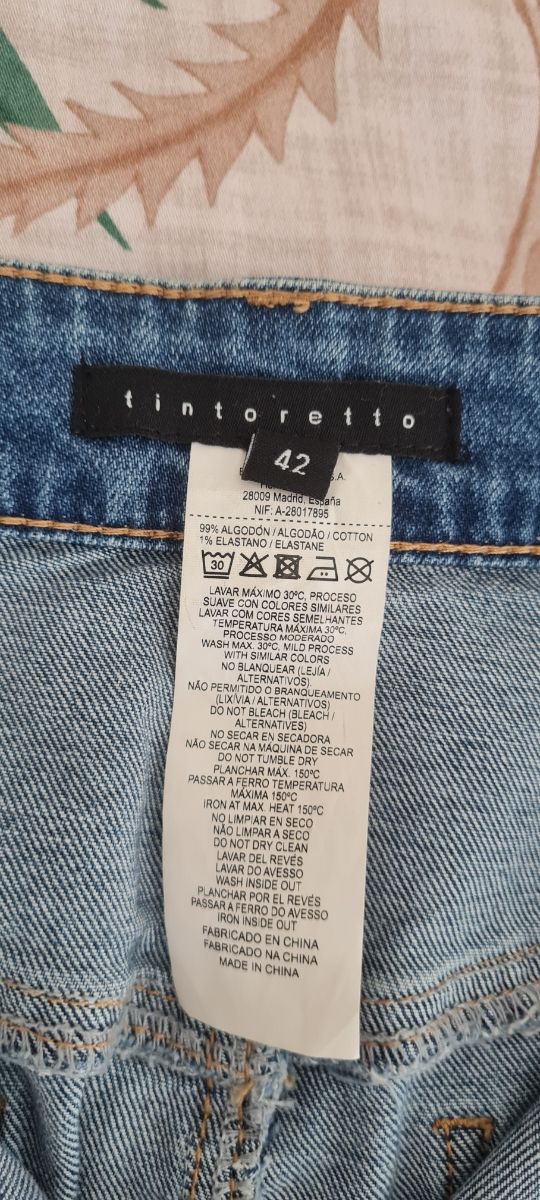 tintoretto
42
S.A.
28009 Madrid, España
NIF: A-28017895
99% ALGODÓN / ALGODÃO / COTTON
1% ELASTANO / ELASTANE
30
LAVAR MÁXIMO 30ºC, PROCESO
SUAVE CON COLORES SIMILARES
LAVAR COM CORES SEMELHANTES
TEMPERATURA MÁXIMA 30ºC,
PROCESSO MODERADO
WASH MAX. 30ºC, MILD PROCESS
WITH SIMILAR COLORS
NO BLANQUEAR (LEJÍA /
ALTERNATIVOS).
NÃO PERMITIDO O BRANQUEAMENTO
(LIXÍVIA / ALTERNATIVOS)
DO NOT BLEACH (BLEACH /
ALTERNATIVES)
NO SECAR EN SECADORA
NÃO SECAR NA MÁQUINA DE SECAR
DO NOT TUMBLE DRY
PLANCHAR MÁX. 150ºC
PASSAR A FERRO TEMPERATURA
MÁXIMA 150ºC
IRON AT MAX. HEAT 150ºC
NO LIMPIAR EN SECO
NÃO LIMPAR A SECO
DO NOT DRY CLEAN
LAVAR DEL REVÉS
LAVAR DO AVESSO
WASH INSIDE OUT
PLANCHAR POR EL REVÉS
PASSAR A FERRO DO AVESSO
IRON INSIDE OUT
FABRICADO EN CHINA
FABRICADO NA CHINA
MADE IN CHINA